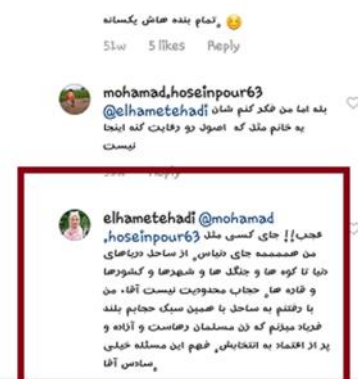 تمام بنده هاش یکسانه 😊
51w 5 likes Reply
mohamad.hoseinpour63
@elhametehadi بله اما من فکر کنم شان
یه خانم مثل که اصول رو رعایت کنه اینجا
نیست
elhametehadi @mohamad
.hoseinpour63 عجب!! جای کسی مثل
من همممممه جای دنیاس. از ساحل دریاهای
دنیا تا کوه ها و جنگل ها و شهرها و کشورها
و قاره ها. حجاب محدودیت نیست آقا، من
با رفتنم به ساحل با همین سبک حجابم بلند
فریاد میزنم که زن مسلمان رهاست و آزاده و
پر از اعتماد به انتخابش. فهم این مسئله خیلی
سادس آقا.